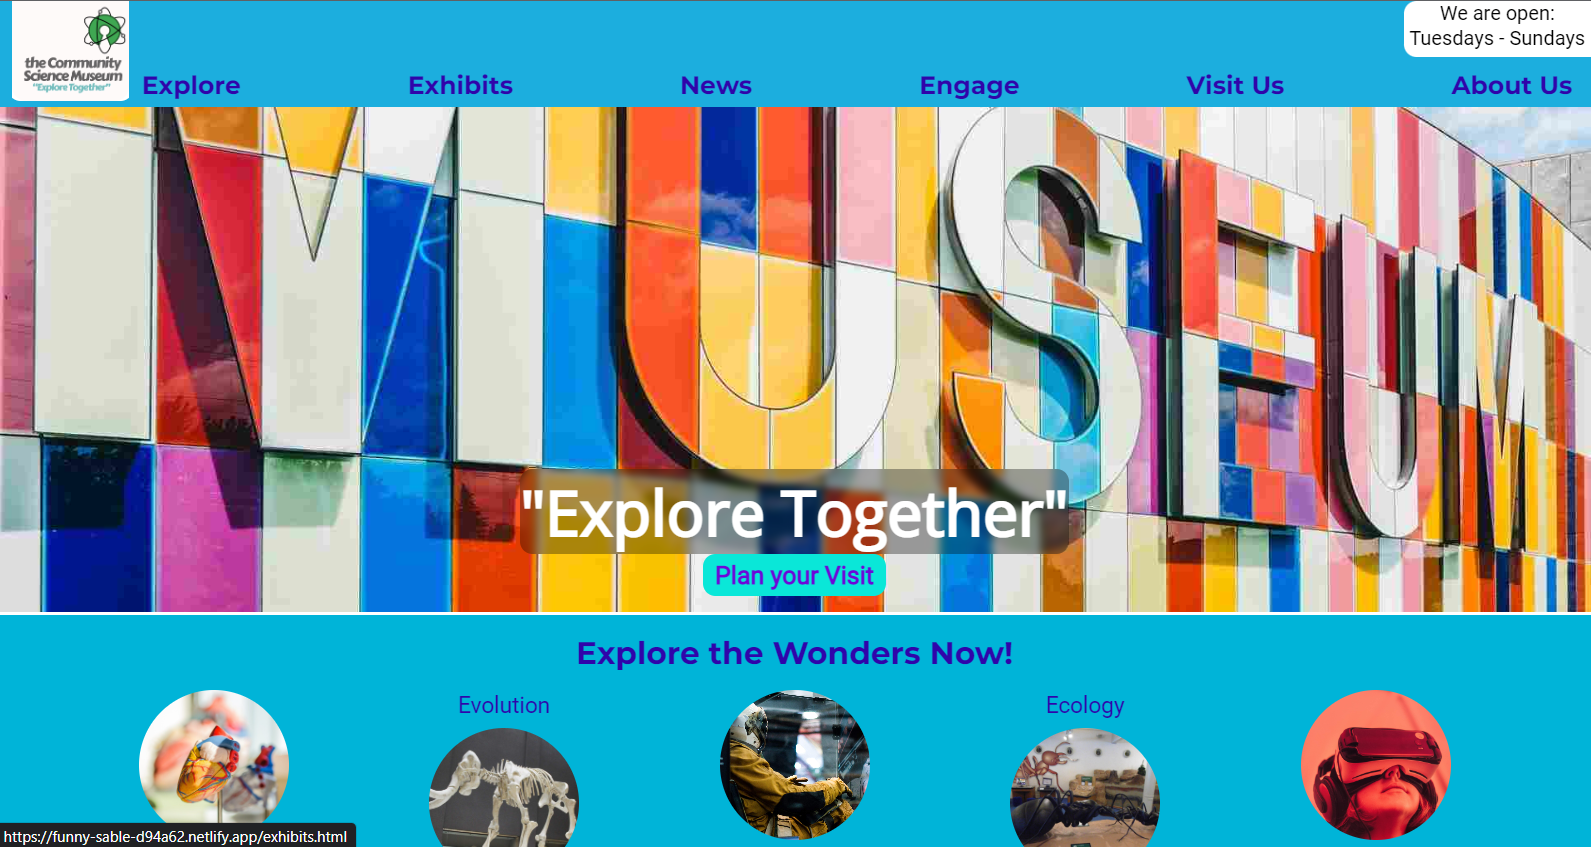 the Community
Science Museum
"Explore Together"
We are open:
Tuesdays - Sundays
Explore
Exhibits
News
Engage
Visit Us
About Us
MUSEUM
"Explore Together"
Plan your Visit
Explore the Wonders Now!
Evolution
Ecology
https://funny-sable-d94a62.netlify.app/exhibits.html